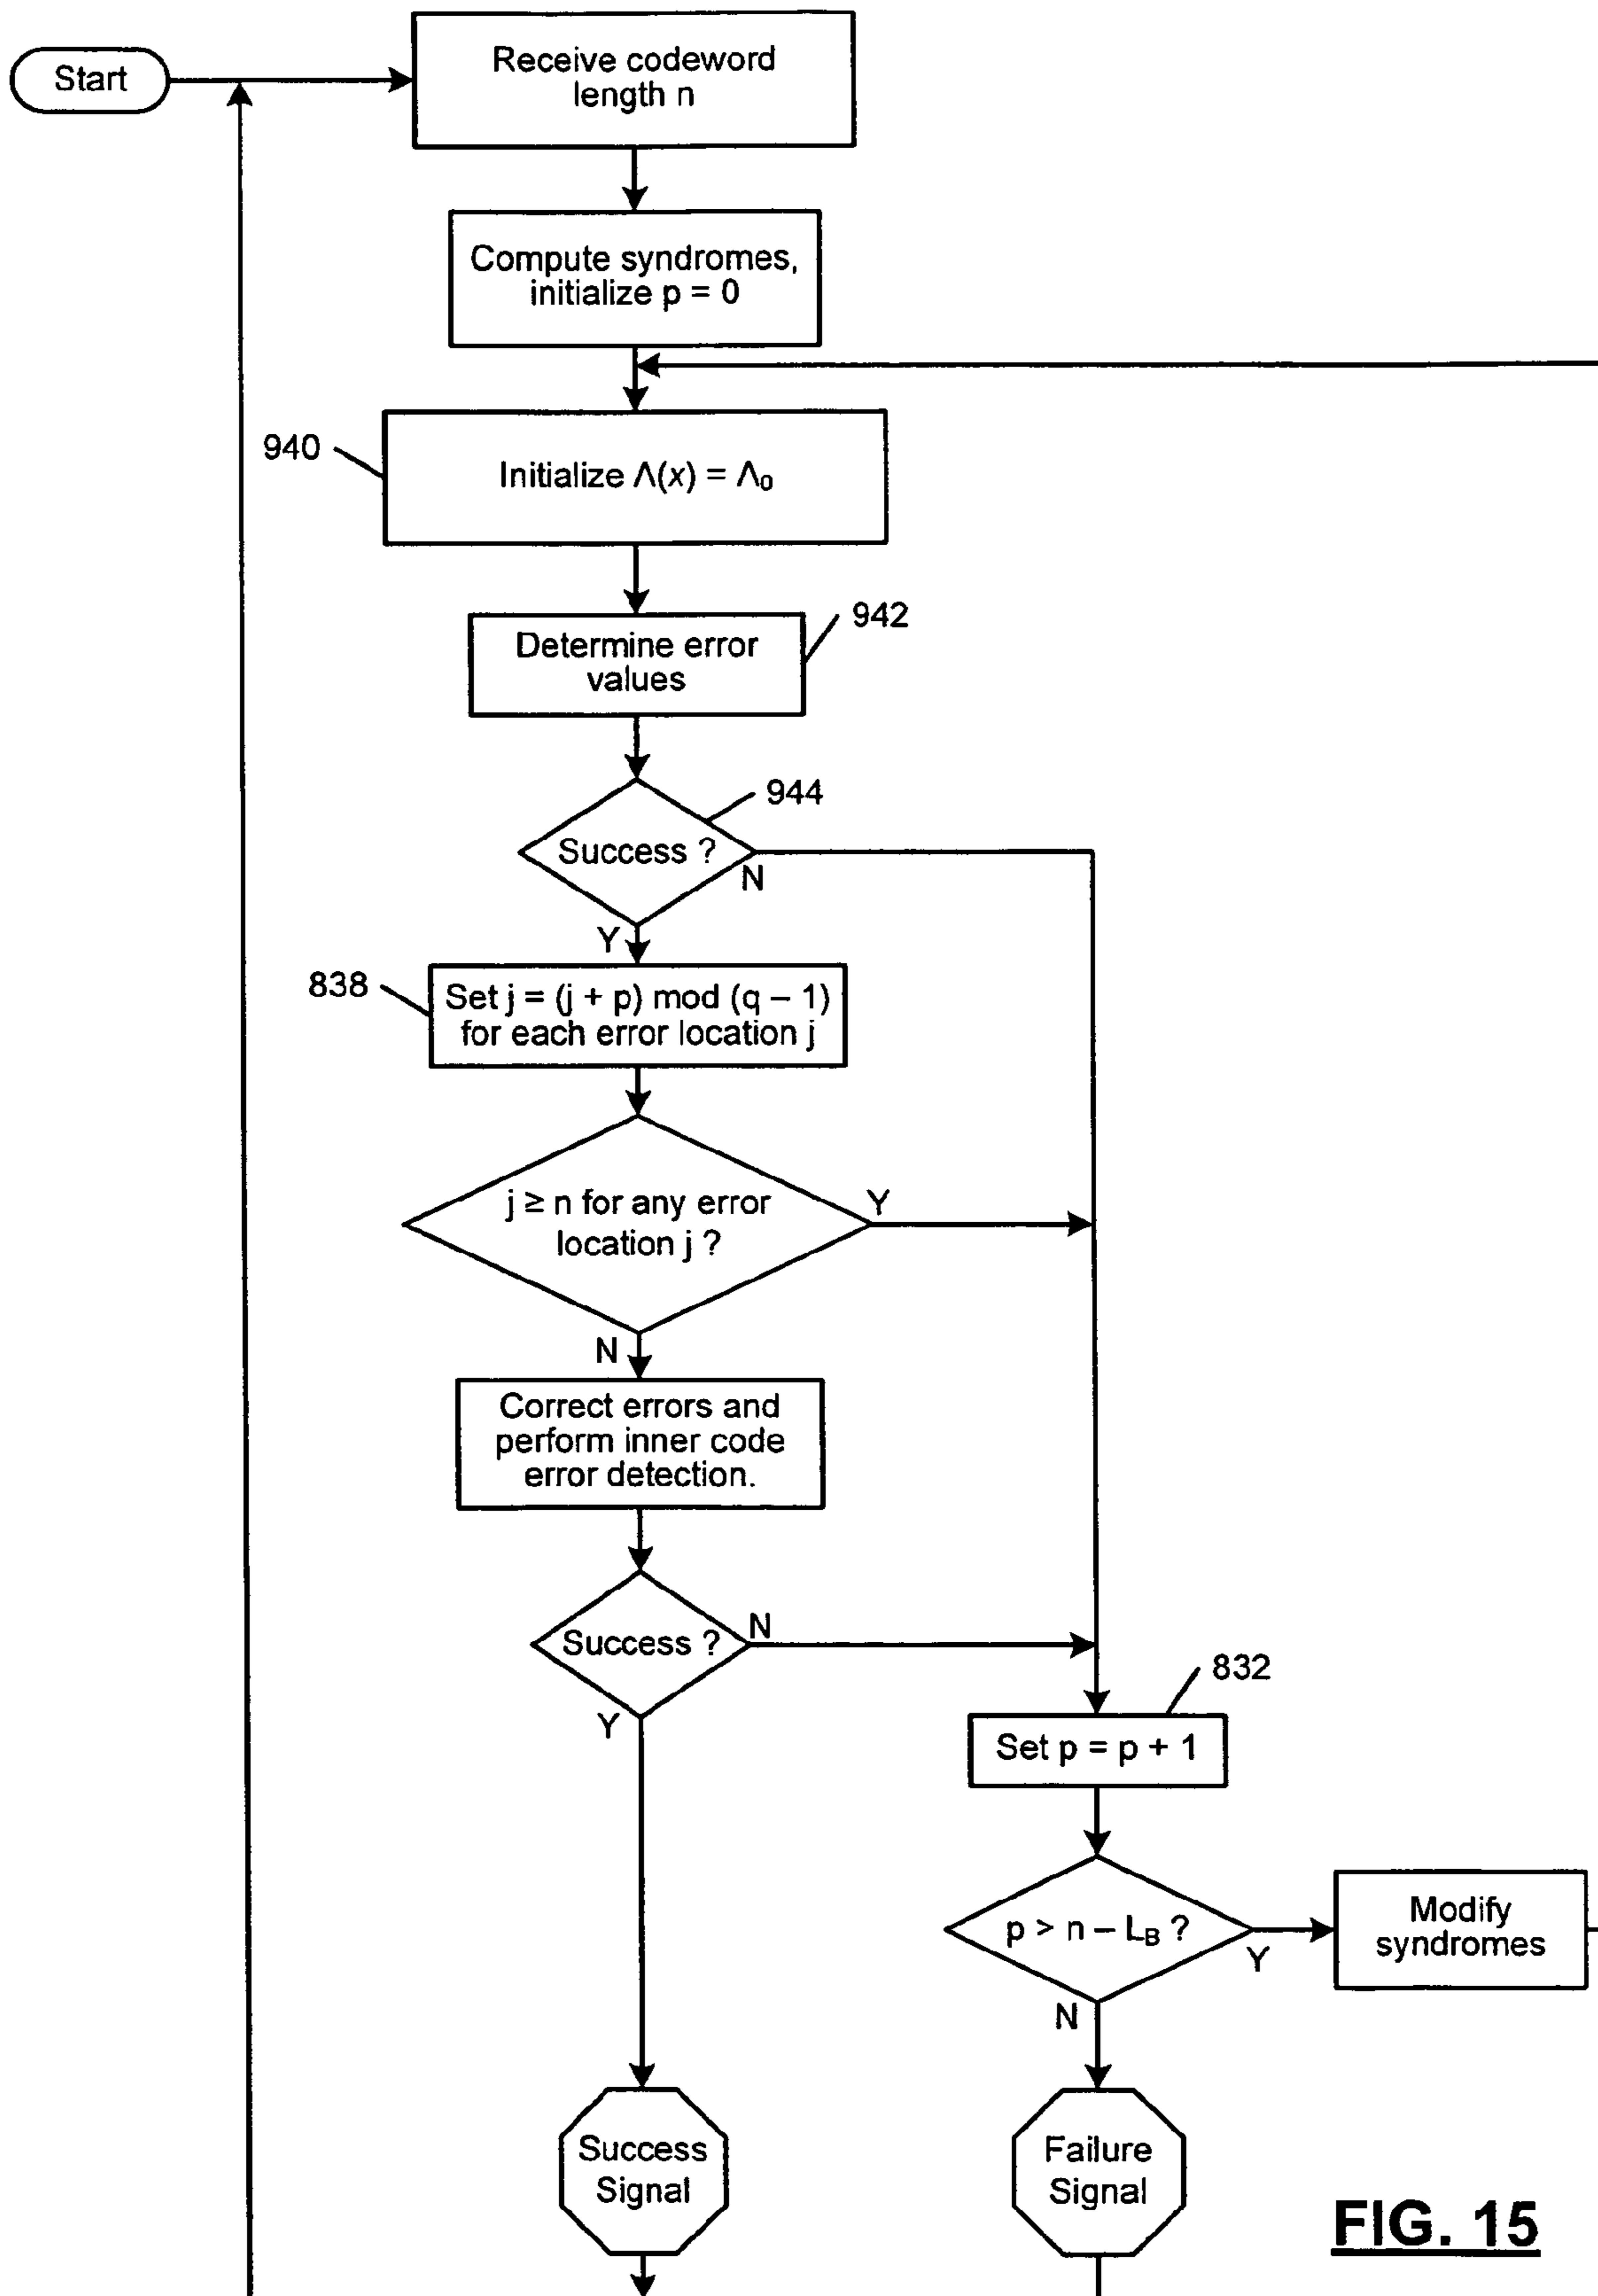 Start
Receive codeword
length n
Compute syndromes,
initialize p = 0
940
Initialize Λ(x) = Λ₀
942
Determine error
values
944
Success ?
N
Y
838
Set j = (j + p) mod (q – 1)
for each error location j
j ≥ n for any error
location j ?
Y
N
Correct errors and
perform inner code
error detection.
Success ?
N
Y
832
Set p = p + 1
p > n – L_B ?
Y
N
Modify
syndromes
Success
Signal
Failure
Signal
FIG. 15